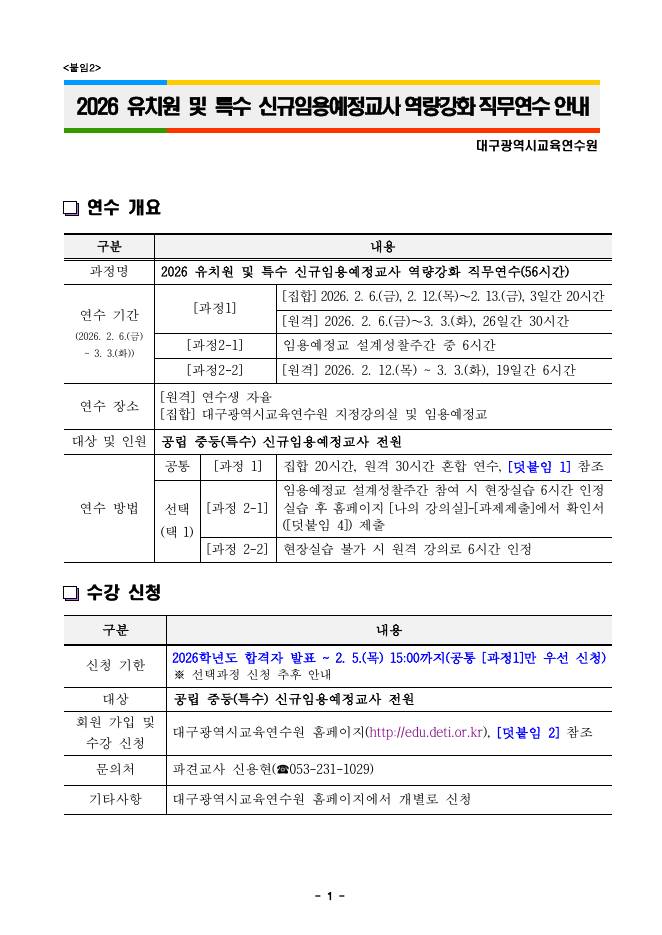 <붙임2>
2026 유치원 및 특수 신규임용예정교사 역량강화 직무연수 안내
대구광역시교육연수원
연수 개요
구분 내용
과정명 2026 유치원 및 특수 신규임용예정교사 역량강화 직무연수(56시간)
연수 기간
(2026. 2. 6.(금)
~ 3. 3.(화))
[과정1]
[집합] 2026. 2. 6.(금), 2. 12.(목)~2. 13.(금), 3일간 20시간
[원격] 2026. 2. 6.(금)~3. 3.(화), 26일간 30시간
[과정2-1] 임용예정교 설계성찰주간 중 6시간
[과정2-2] [원격] 2026. 2. 12.(목) ~ 3. 3.(화), 19일간 6시간
연수 장소
[원격] 연수생 자율
[집합] 대구광역시교육연수원 지정강의실 및 임용예정교
대상 및 인원 공립 중등(특수) 신규임용예정교사 전원
연수 방법
공통 [과정 1] 집합 20시간, 원격 30시간 혼합 연수, [덧붙임 1] 참조
선택
(택 1)
[과정 2-1]
임용예정교 설계성찰주간 참여 시 현장실습 6시간 인정
실습 후 홈페이지 [나의 강의실]-[과제제출]에서 확인서
([덧붙임 4]) 제출
[과정 2-2] 현장실습 불가 시 원격 강의로 6시간 인정
수강 신청
구분 내용
신청 기한
2026학년도 합격자 발표 ~ 2. 5.(목) 15:00까지(공통 [과정1]만 우선 신청)
※ 선택과정 신청 추후 안내
대상 공립 중등(특수) 신규임용예정교사 전원
회원 가입 및
수강 신청
대구광역시교육연수원 홈페이지(http://edu.deti.or.kr), [덧붙임 2] 참조
문의처 파견교사 신용현(☎053-231-1029)
기타사항 대구광역시교육연수원 홈페이지에서 개별로 신청
- 1 -